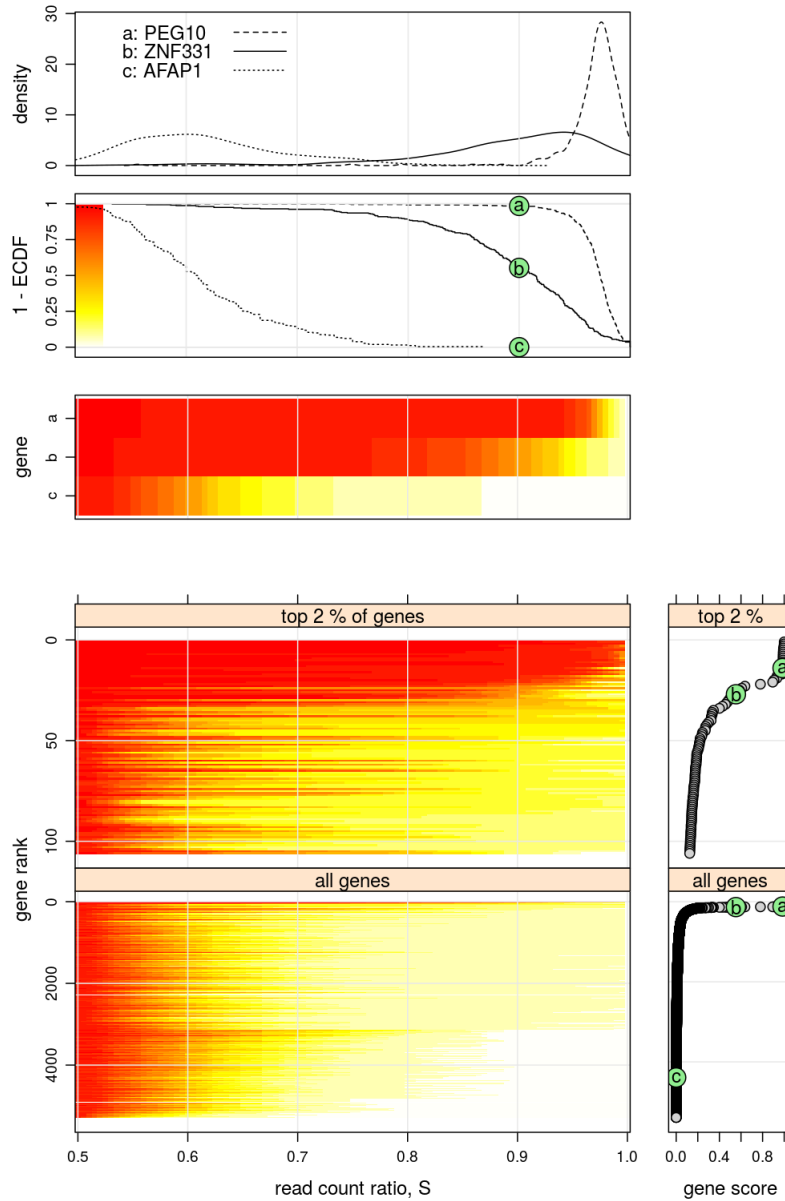 30
20
10
0
density
a: PEG10
b: ZNF331
c: AFAP1
1
0.75
0.5
0.25
0
1 - ECDF
a
b
c
gene
a
b
c
top 2 % of genes
top 2 %
0
50
100
a
b
gene rank
all genes
all genes
0
2000
4000
b
a
c
0.5
0.6
0.7
0.8
0.9
1.0
0.0
0.4
0.8
read count ratio, S
gene score